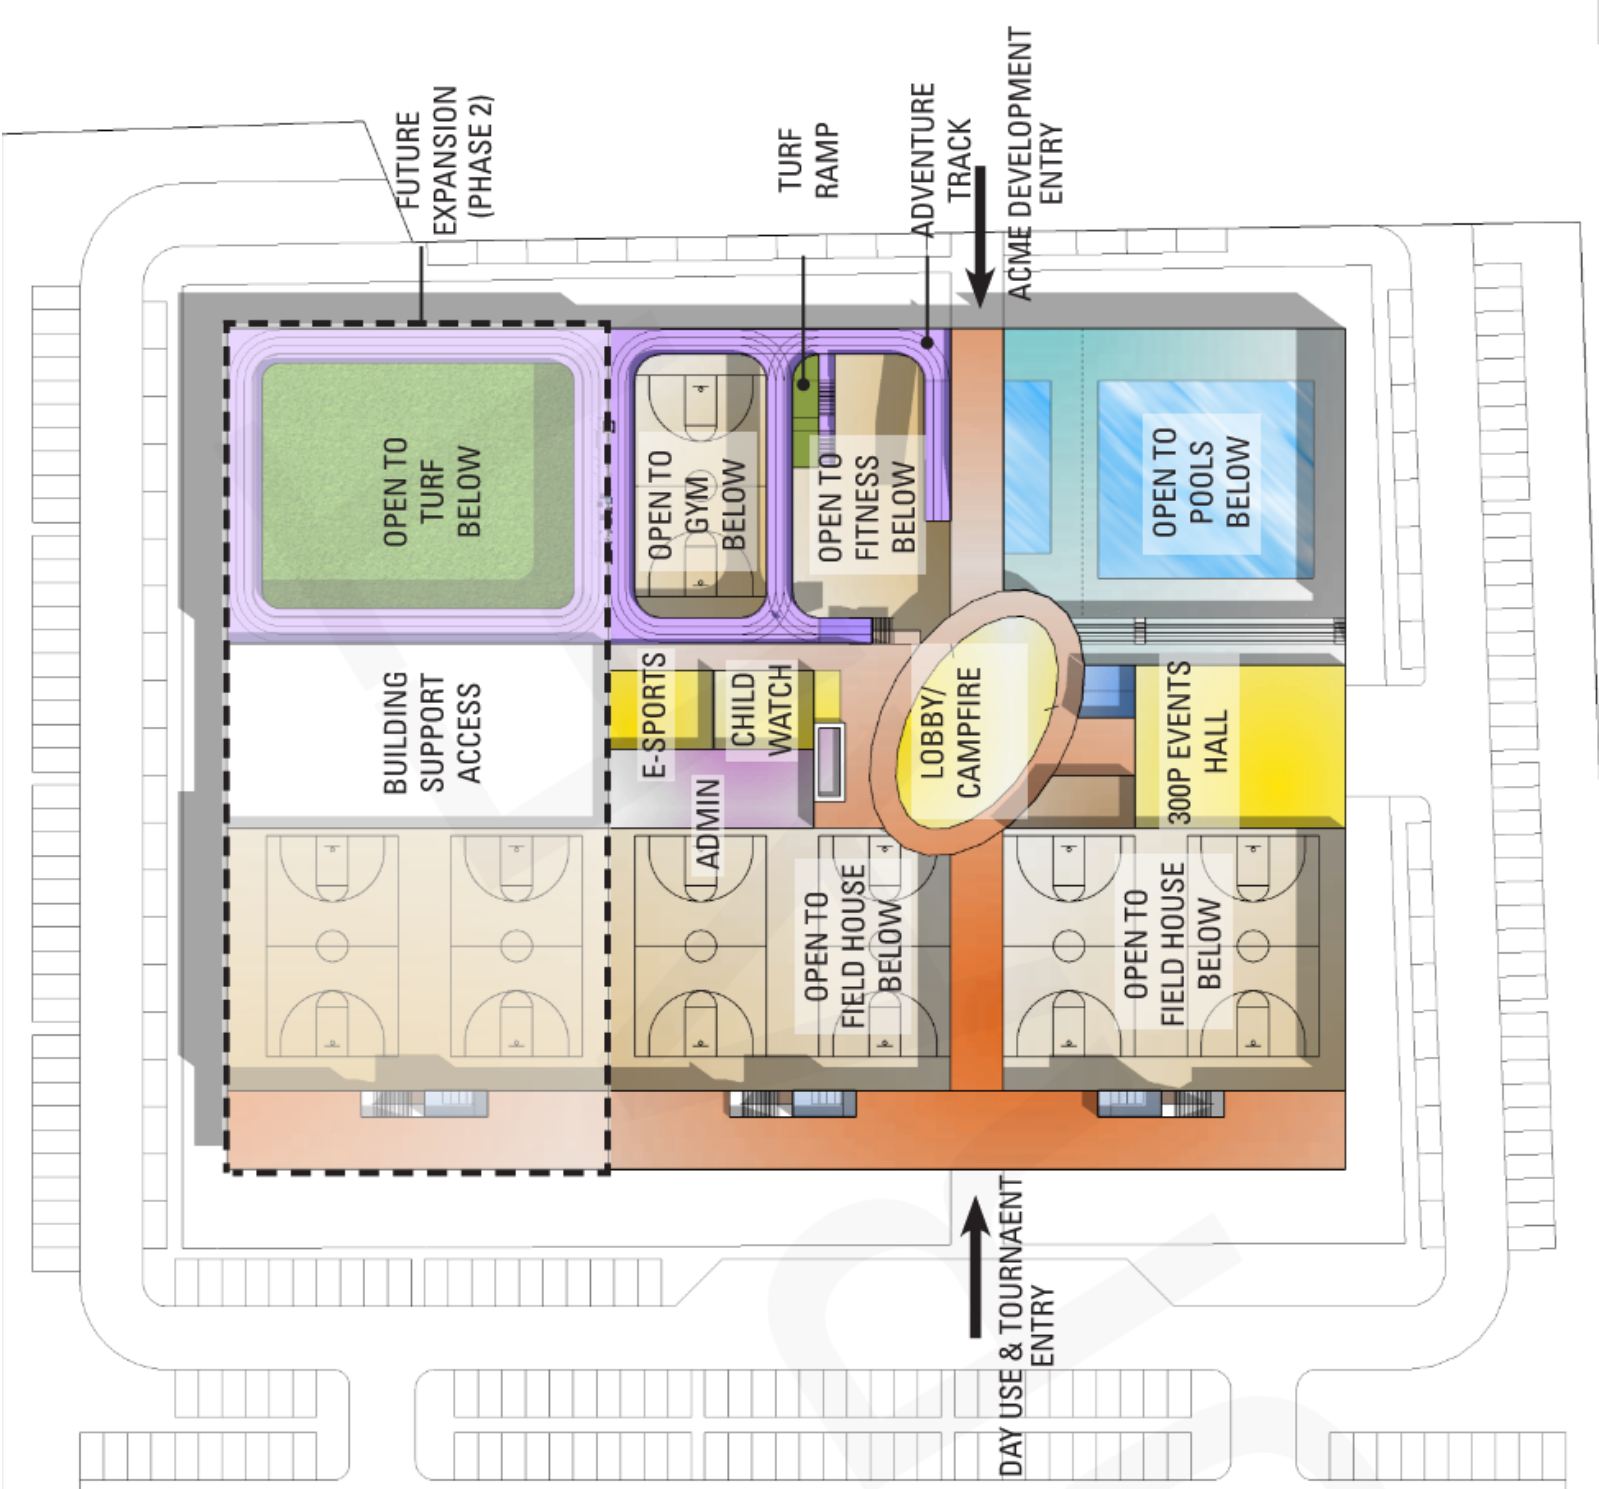 FUTURE
EXPANSION
(PHASE 2)
TURF
RAMP
ADVENTURE
TRACK
ACME DEVELOPMENT
ENTRY
OPEN TO
TURF
BELOW
OPEN TO
GYM
BELOW
OPEN TO
FITNESS
BELOW
OPEN TO
POOLS
BELOW
BUILDING
SUPPORT
ACCESS
E-SPORTS
CHILD
WATCH
ADMIN
LOBBY/
CAMPFIRE
300P EVENTS
HALL
OPEN TO
FIELD HOUSE
BELOW
OPEN TO
FIELD HOUSE
BELOW
DAY USE & TOURNAENT
ENTRY